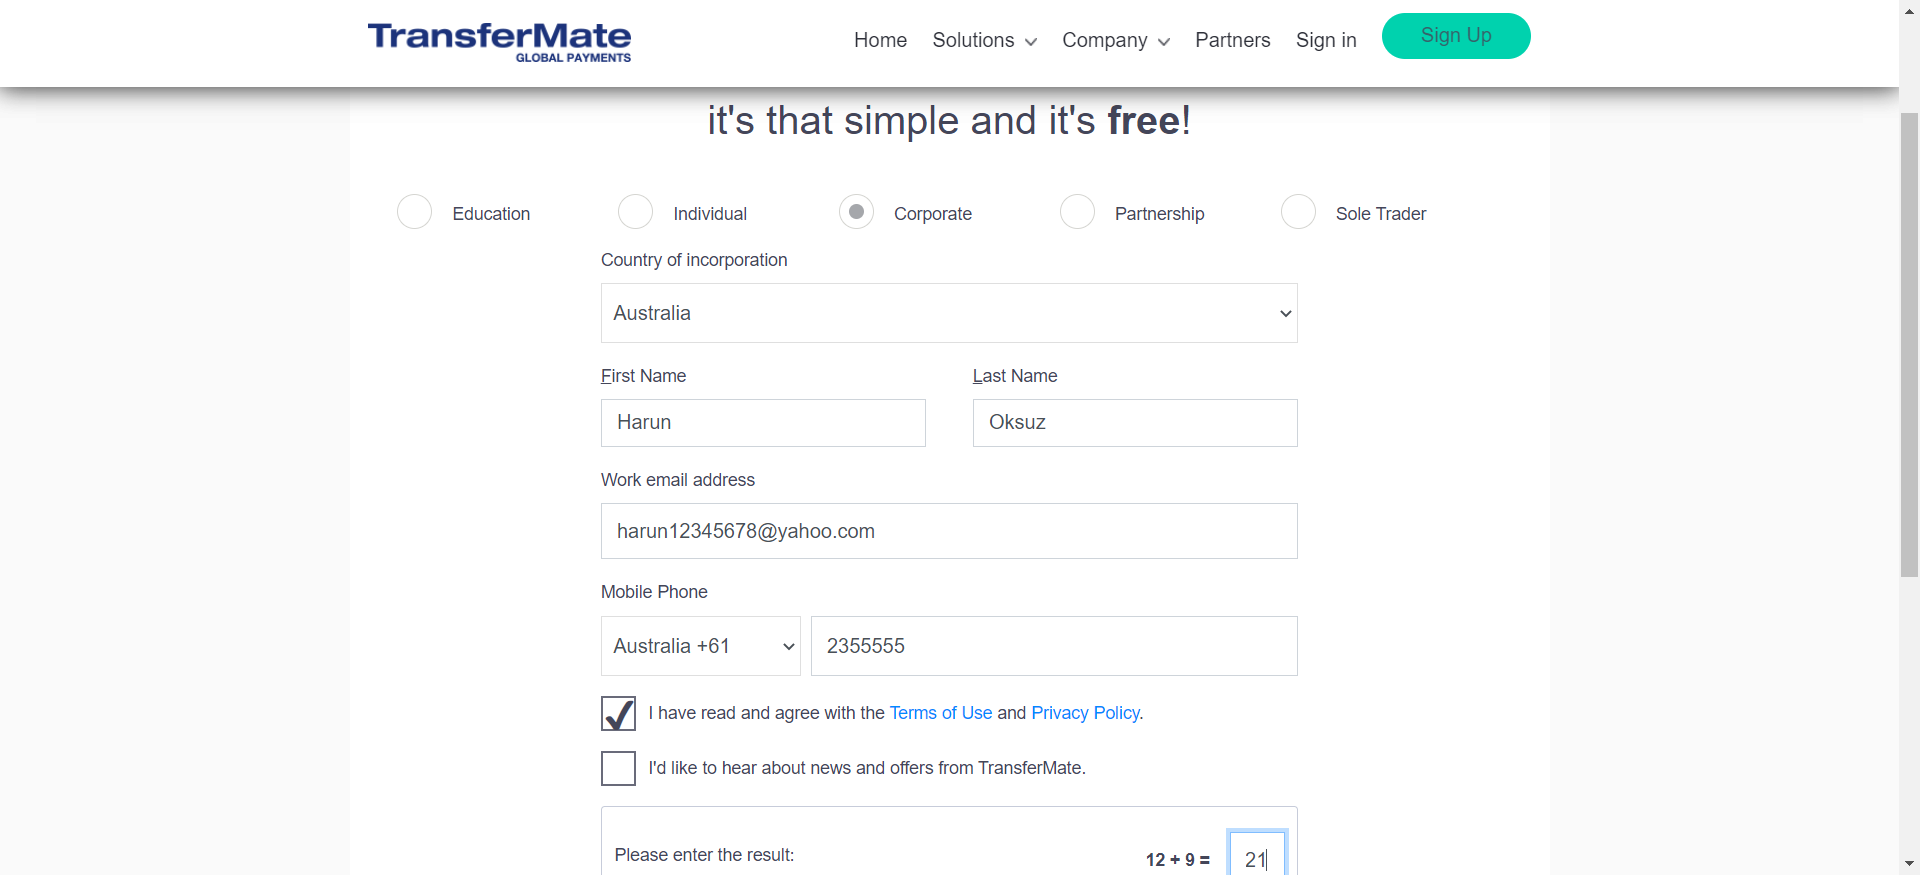 TransferMate
GLOBAL PAYMENTS
Home Solutions Company Partners Sign in Sign Up
it's that simple and it's free!
Education Individual Corporate Partnership Sole Trader
Country of incorporation
Australia
First Name Last Name
Harun Oksuz
Work email address
harun12345678@yahoo.com
Mobile Phone
Australia +61 2355555
I have read and agree with the Terms of Use and Privacy Policy.
I'd like to hear about news and offers from TransferMate.
Please enter the result: 12 + 9 = 21